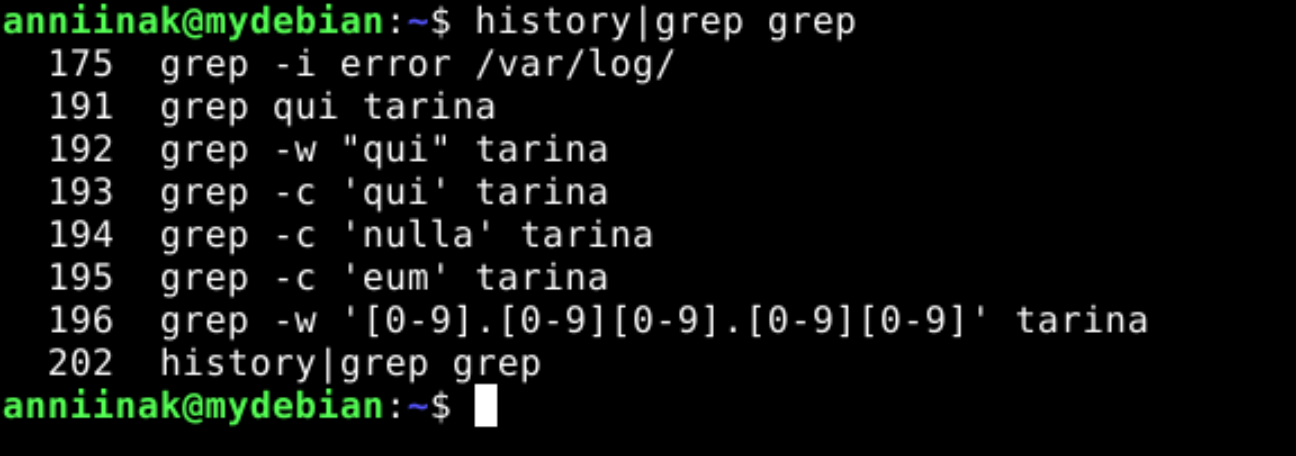 anniinak@mydebian:~$ history|grep grep
175 grep -i error /var/log/
191 grep qui tarina
192 grep -w "qui" tarina
193 grep -c 'qui' tarina
194 grep -c 'nulla' tarina
195 grep -c 'eum' tarina
196 grep -w '[0-9].[0-9][0-9].[0-9][0-9]' tarina
202 history|grep grep
anniinak@mydebian:~$